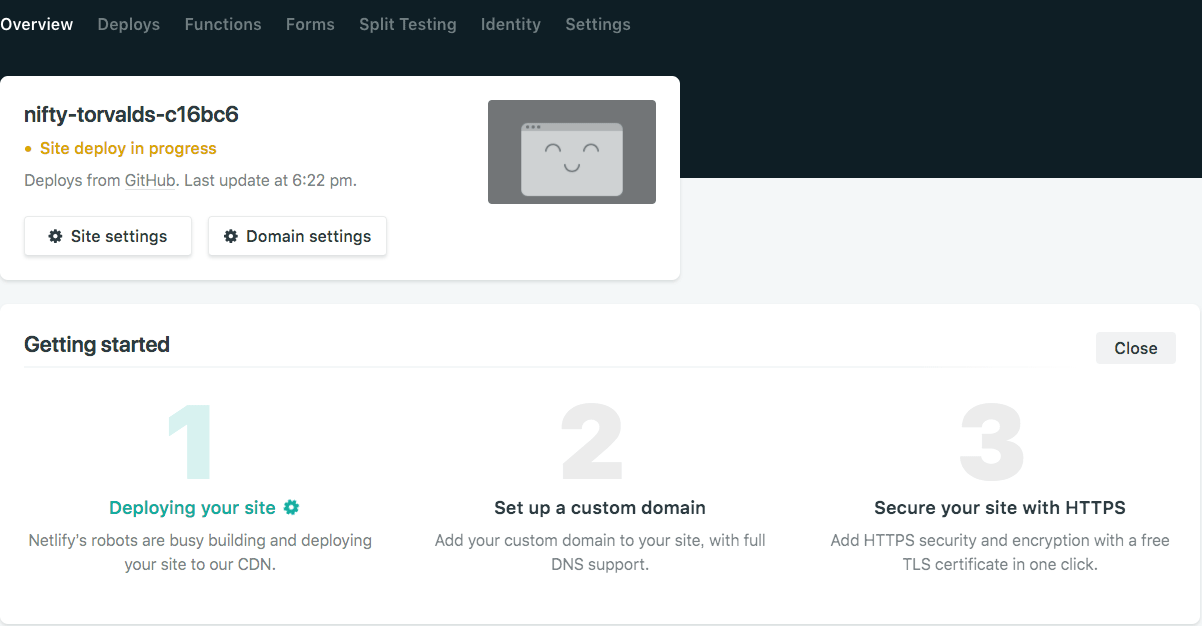 Overview Deploys Functions Forms Split Testing Identity Settings
nifty-torvalds-c16bc6
Site deploy in progress
Deploys from GitHub. Last update at 6:22 pm.
Site settings Domain settings
Getting started
Close
1
Deploying your site
Netlify's robots are busy building and deploying
your site to our CDN.
2
Set up a custom domain
Add your custom domain to your site, with full
DNS support.
3
Secure your site with HTTPS
Add HTTPS security and encryption with a free
TLS certificate in one click.